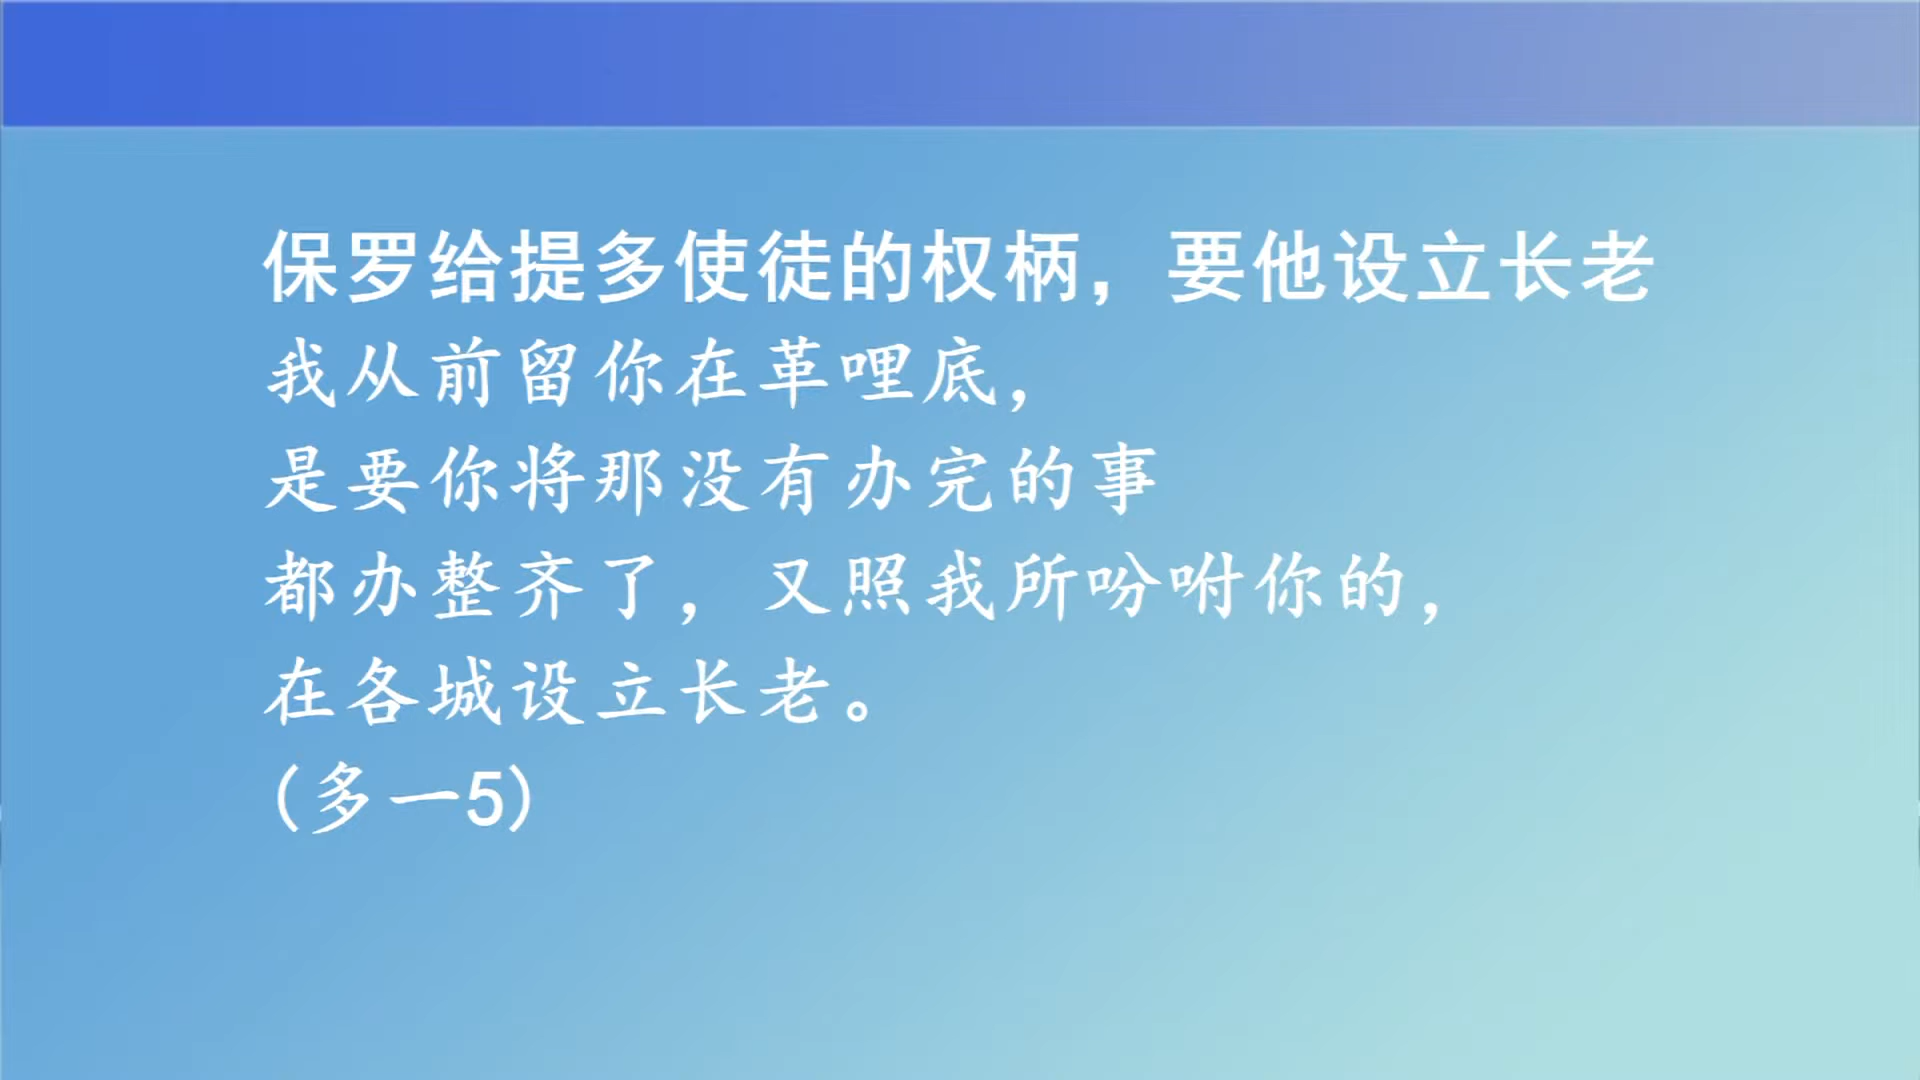 保罗给提多使徒的权柄，要他设立长老
我从前留你在革哩底，
是要你将那没有办完的事
都办整齐了，又照我所吩咐你的，
在各城设立长老。
(多一5)